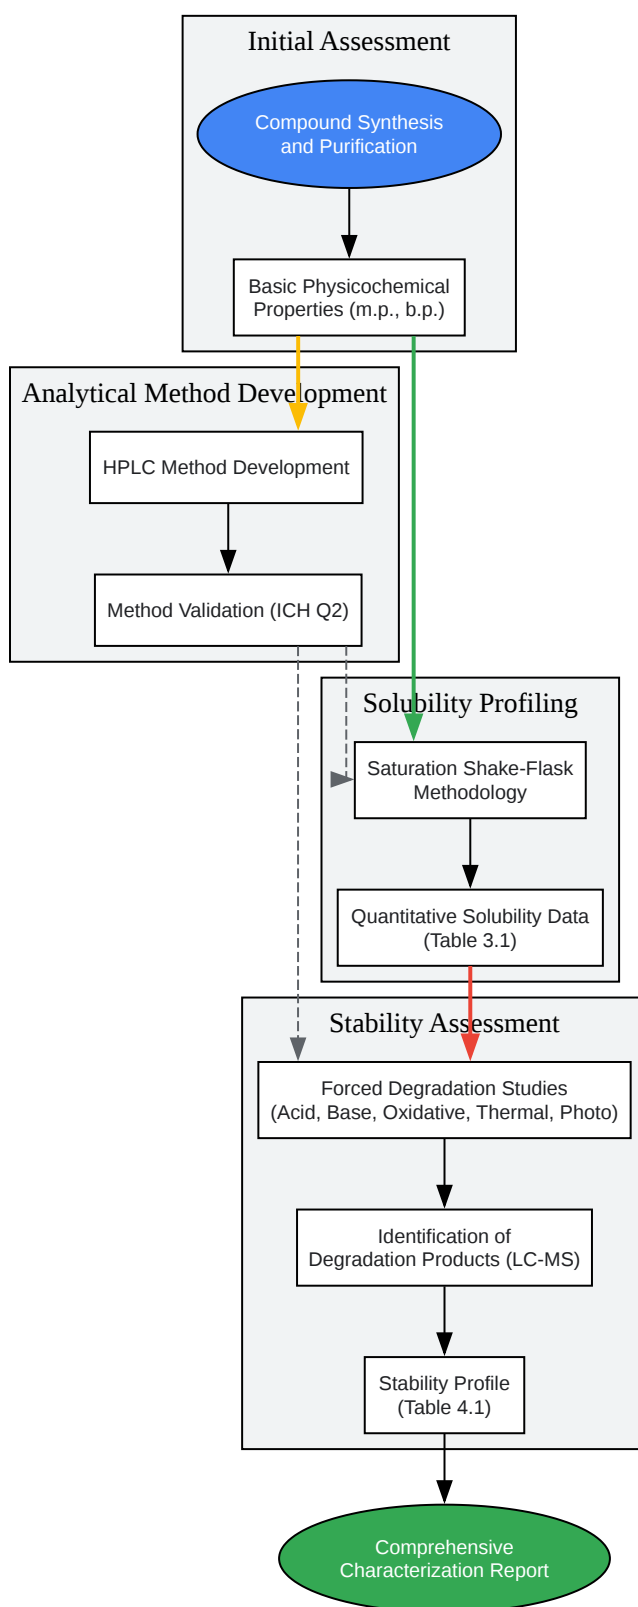 Initial Assessment
Compound Synthesis
and Purification
Basic Physicochemical
Properties (m.p., b.p.)
Analytical Method Development
HPLC Method Development
Method Validation (ICH Q2)
Solubility Profiling
Saturation Shake-Flask
Methodology
Quantitative Solubility Data
(Table 3.1)
Stability Assessment
Forced Degradation Studies
(Acid, Base, Oxidative, Thermal, Photo)
Identification of
Degradation Products (LC-MS)
Stability Profile
(Table 4.1)
Comprehensive
Characterization Report